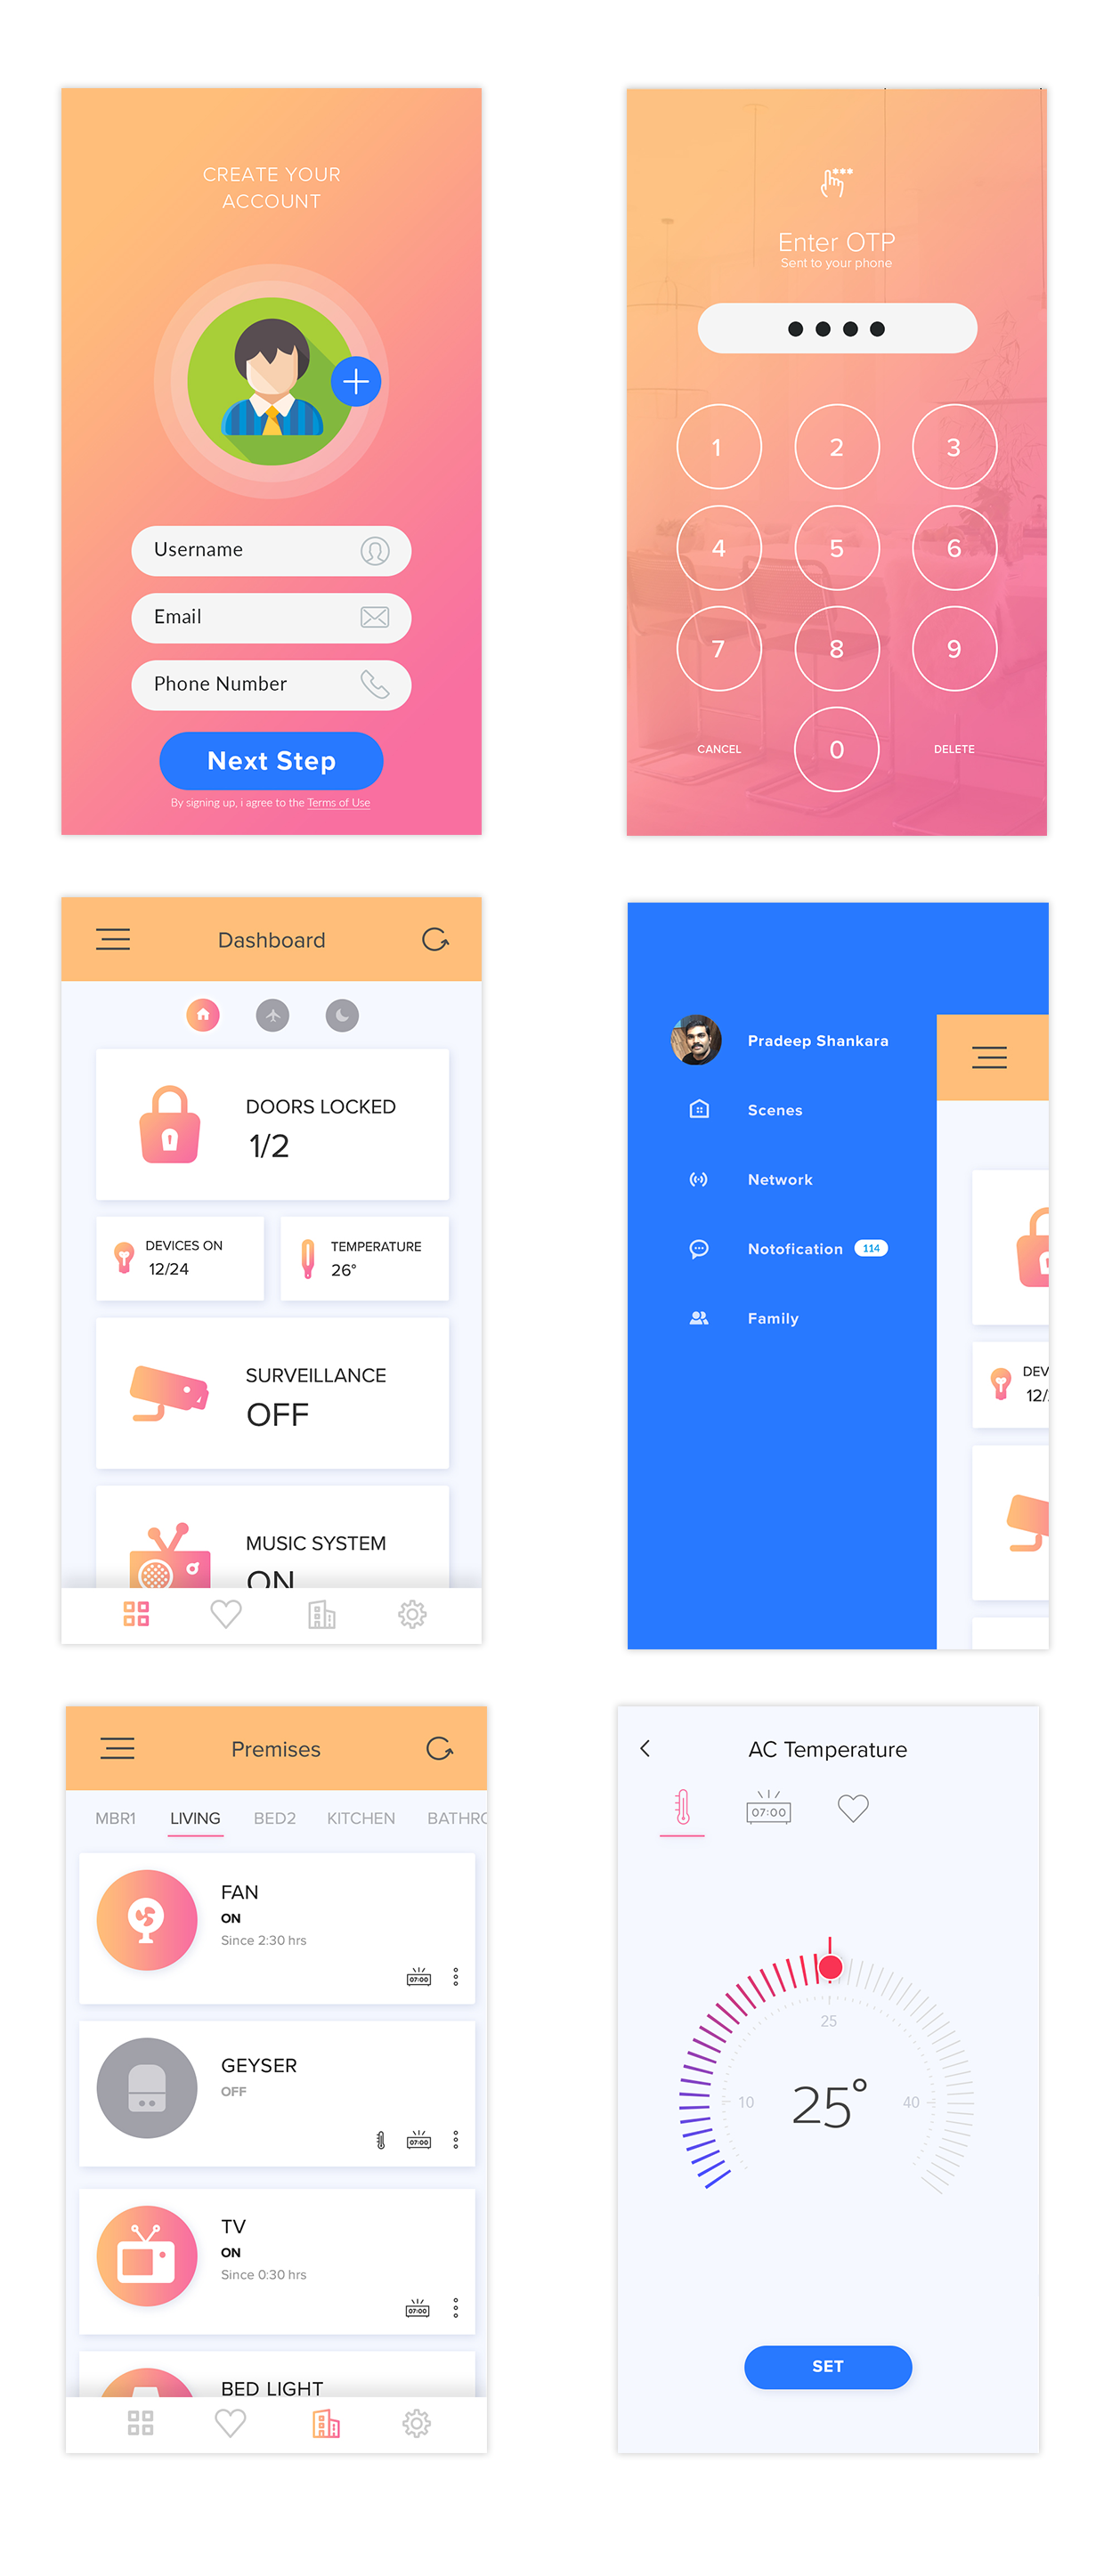 CREATE YOUR
ACCOUNT
Username
Email
Phone Number
Next Step
By signing up, i agree to the Terms of Use
Enter OTP
Sent to your phone
1 2 3
4 5 6
7 8 9
CANCEL 0 DELETE
Dashboard
DOORS LOCKED
1/2
DEVICES ON
12/24
TEMPERATURE
26°
SURVEILLANCE
OFF
MUSIC SYSTEM
ON
Pradeep Shankara
Scenes
Network
Notofication 114
Family
DEV
12/
Premises
MBR1 LIVING BED2 KITCHEN BATHRO
FAN
ON
Since 2:30 hrs
07:00
GEYSER
OFF
07:00
TV
ON
Since 0:30 hrs
07:00
BED LIGHT
AC Temperature
07:00
25
10 25° 40
SET